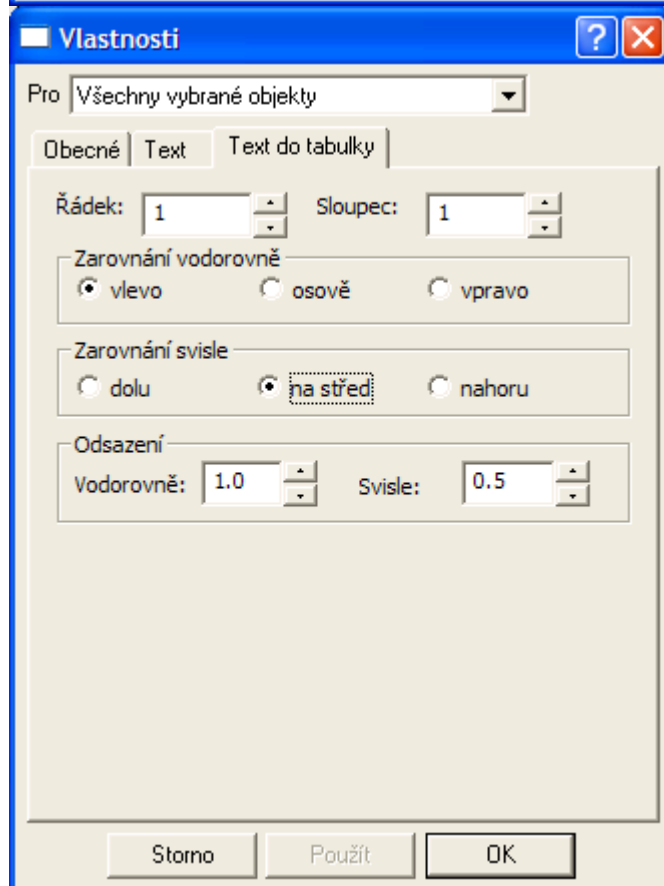 Vlastnosti
Pro Všechny vybrané objekty
Obecné Text Text do tabulky
Řádek: 1 Sloupec: 1
Zarovnání vodorovně
vlevo osově vpravo
Zarovnání svisle
dolu na střed nahoru
Odsazení
Vodorovně: 1.0 Svisle: 0.5
Storno Použít OK